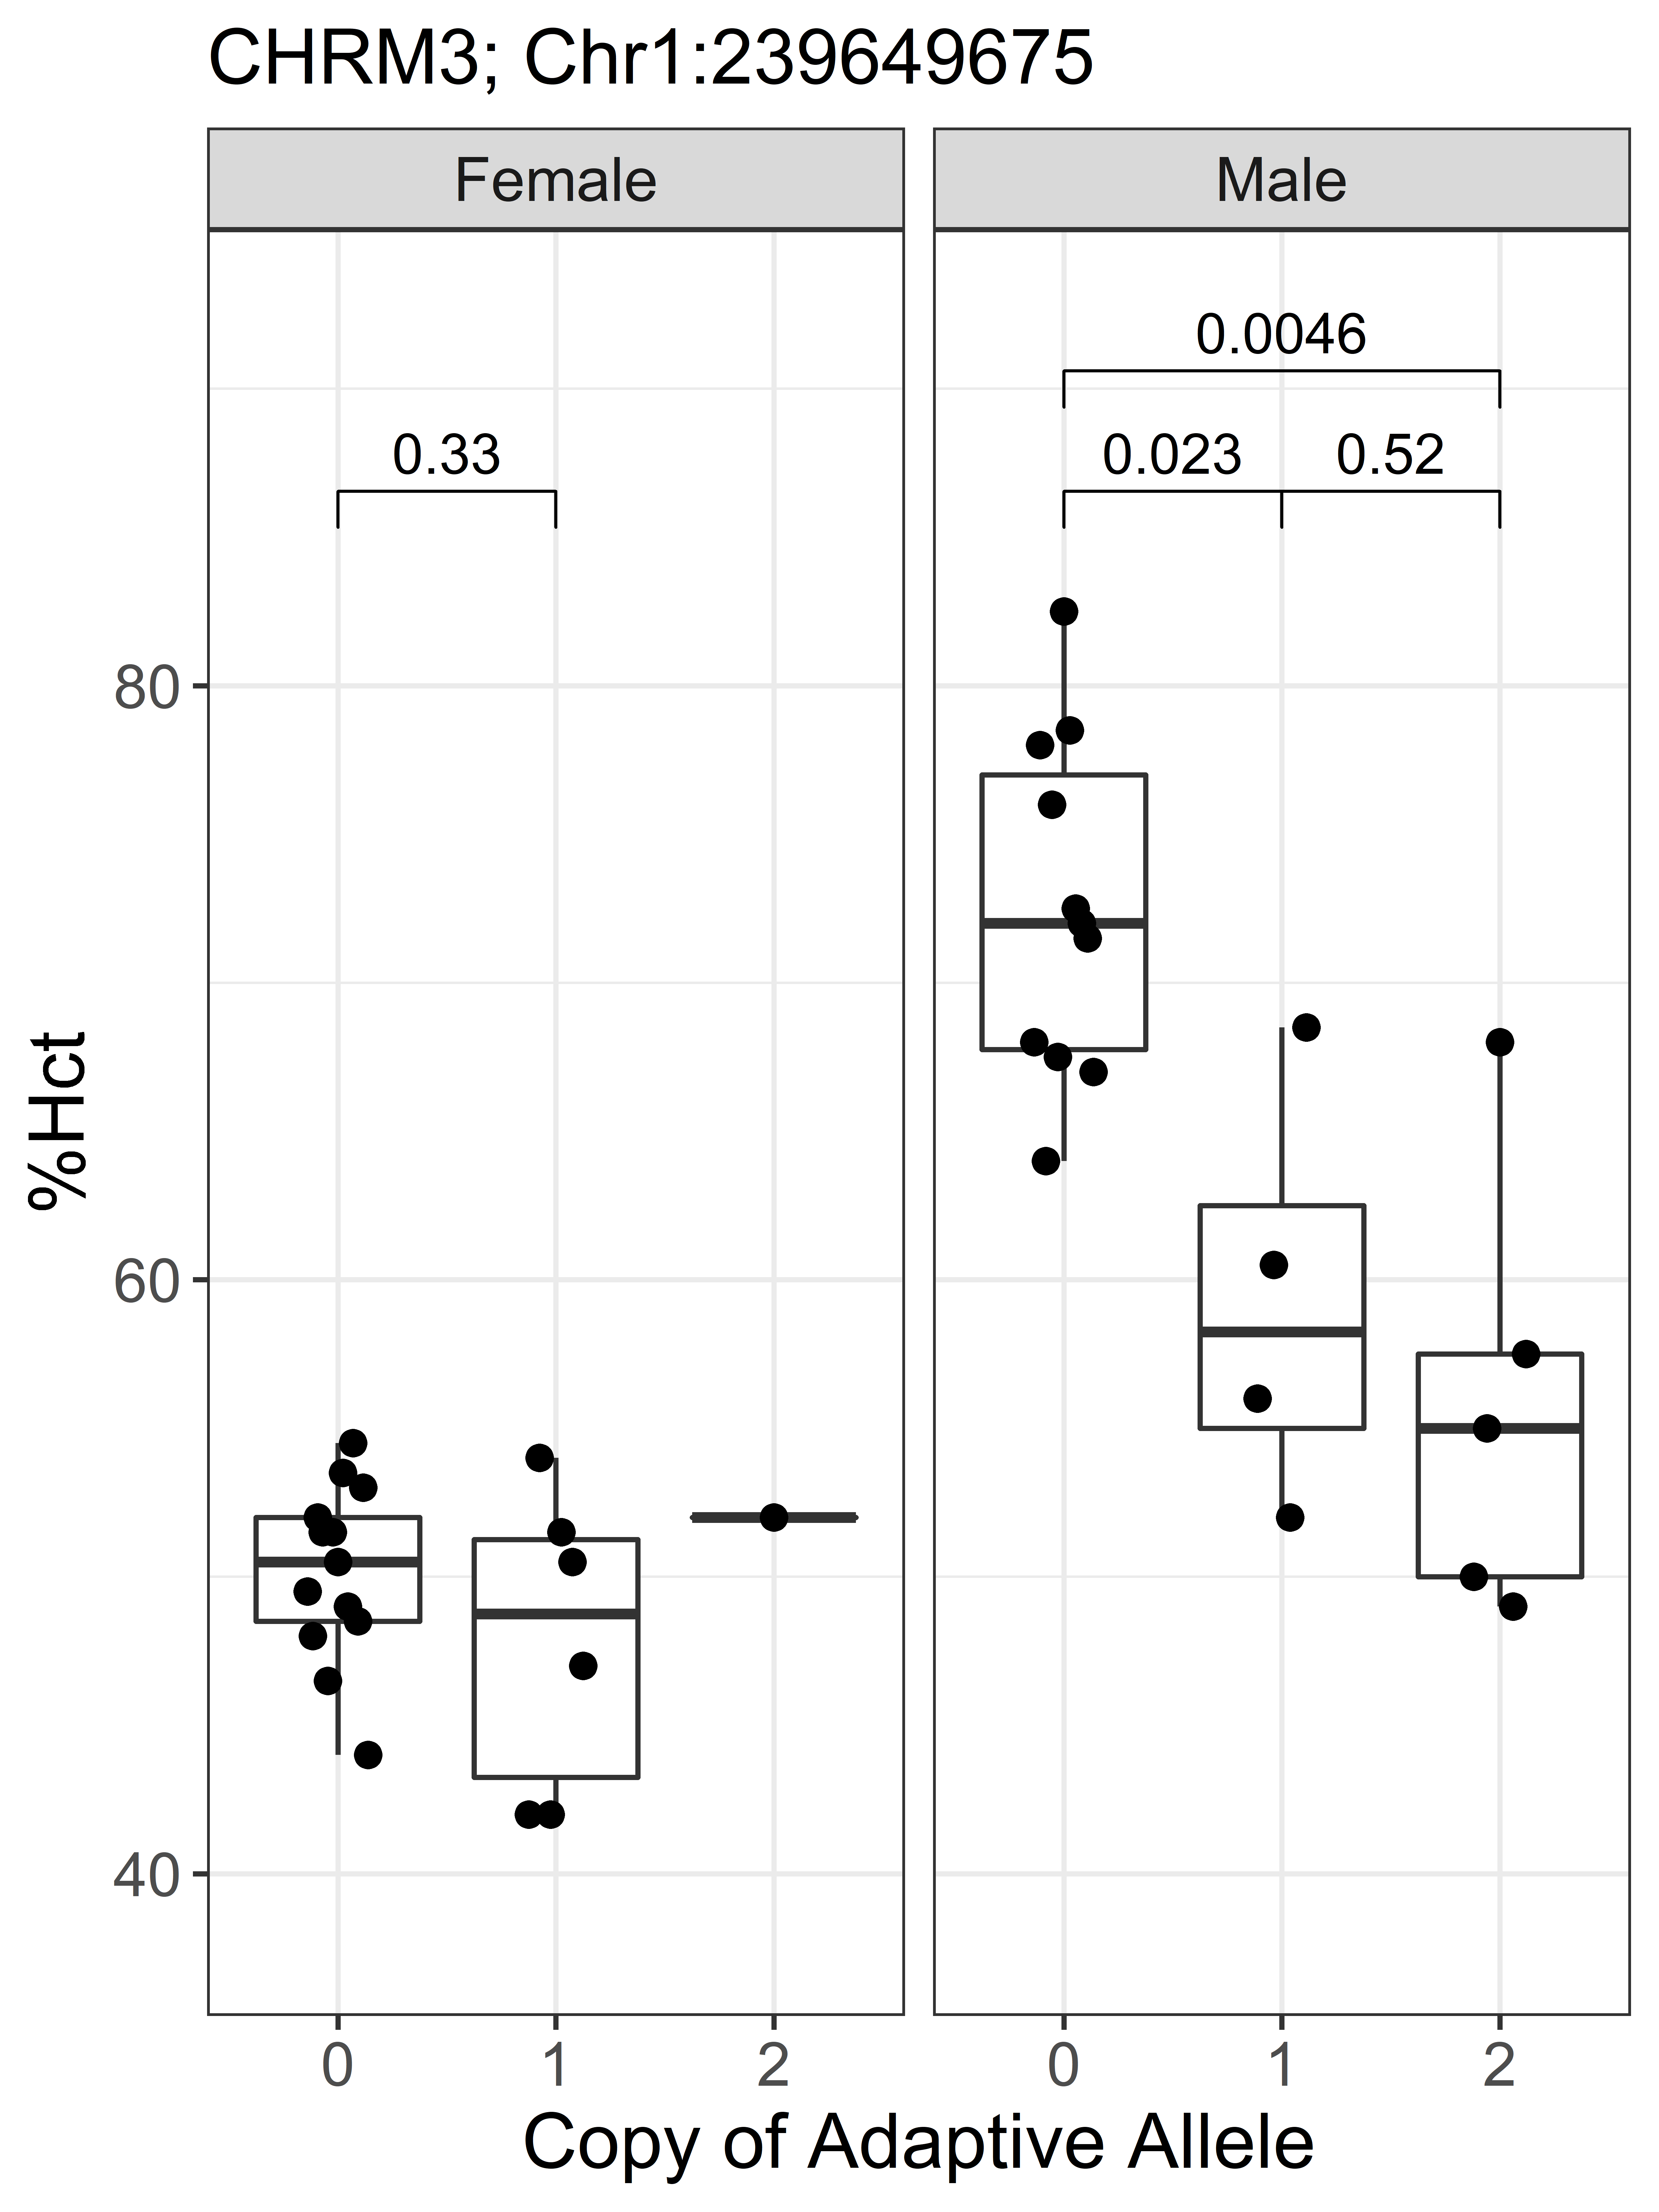 CHRM3; Chr1:239649675
Female
Male
0.0046
0.33
0.023
0.52
80
60
40
%Hct
0 1 2
0 1 2
Copy of Adaptive Allele